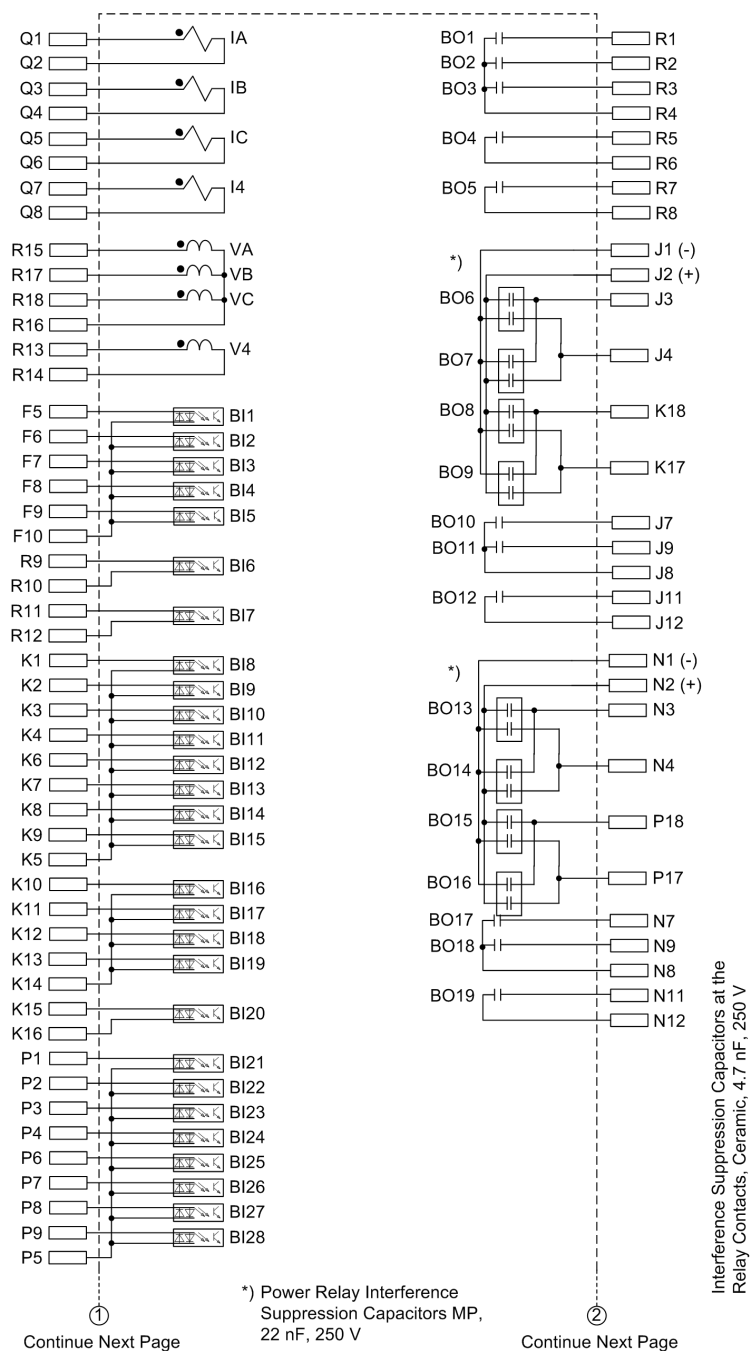 Q1 IA
Q2
Q3 IB
Q4
Q5 IC
Q6
Q7 I4
Q8
R15 VA
R17 VB
R18 VC
R16
R13 V4
R14
F5 BI1
F6 BI2
F7 BI3
F8 BI4
F9 BI5
F10
R9 BI6
R10
R11 BI7
R12
K1 BI8
K2 BI9
K3 BI10
K4 BI11
K6 BI12
K7 BI13
K8 BI14
K9 BI15
K5
K10 BI16
K11 BI17
K12 BI18
K13 BI19
K14
K15 BI20
K16
P1 BI21
P2 BI22
P3 BI23
P4 BI24
P6 BI25
P7 BI26
P8 BI27
P9 BI28
P5
1
Continue Next Page
BO1 R1
BO2 R2
BO3 R3
R4
BO4 R5
R6
BO5 R7
R8
J1 (-)
*)
J2 (+)
BO6 J3
BO7 J4
BO8 K18
BO9 K17
BO10 J7
BO11 J9
J8
BO12 J11
J12
N1 (-)
*)
N2 (+)
BO13 N3
BO14 N4
BO15 P18
BO16 P17
BO17 N7
BO18 N9
N8
BO19 N11
N12
*) Power Relay Interference
Suppression Capacitors MP,
22 nF, 250 V
2
Continue Next Page
Interference Suppression Capacitors at the
Relay Contacts, Ceramic, 4.7 nF, 250 V